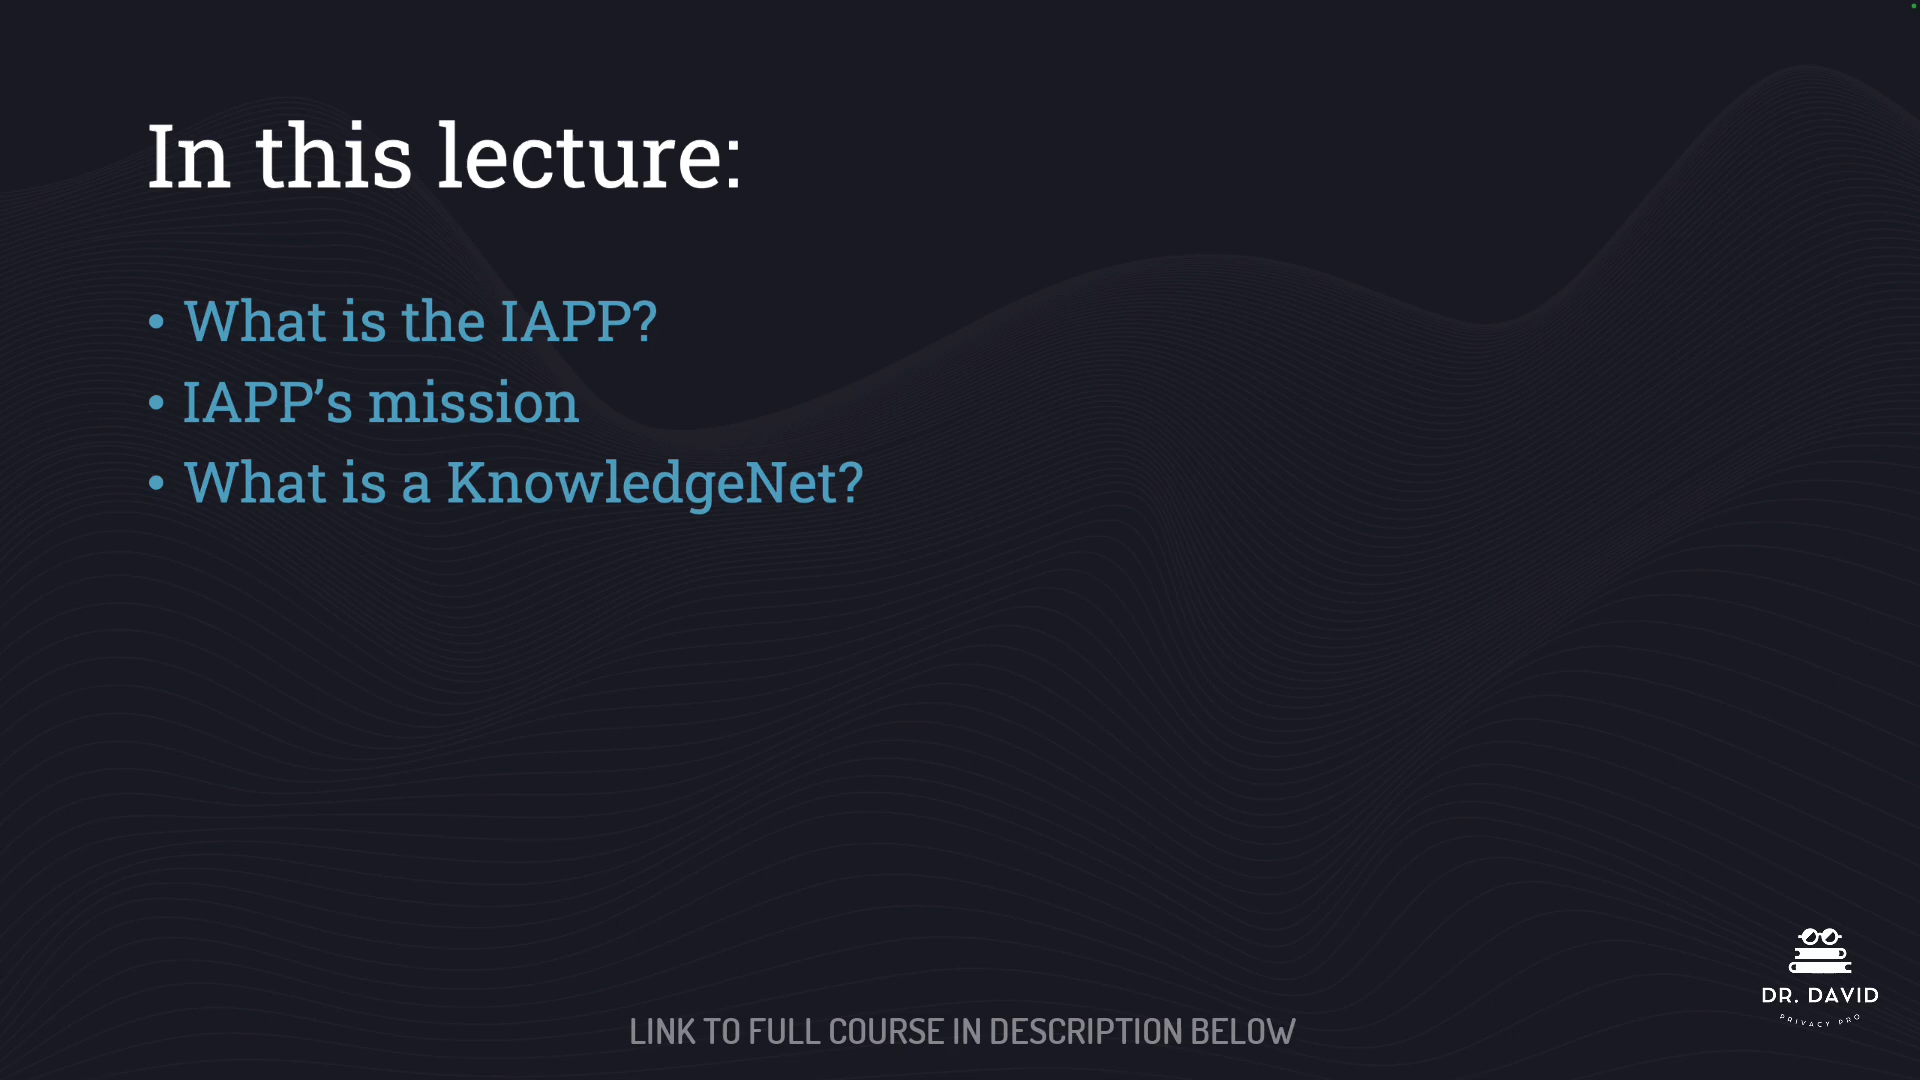 In this lecture:
• What is the IAPP?
• IAPP’s mission
• What is a KnowledgeNet?
DR. DAVID
PRIVACY PRO
LINK TO FULL COURSE IN DESCRIPTION BELOW